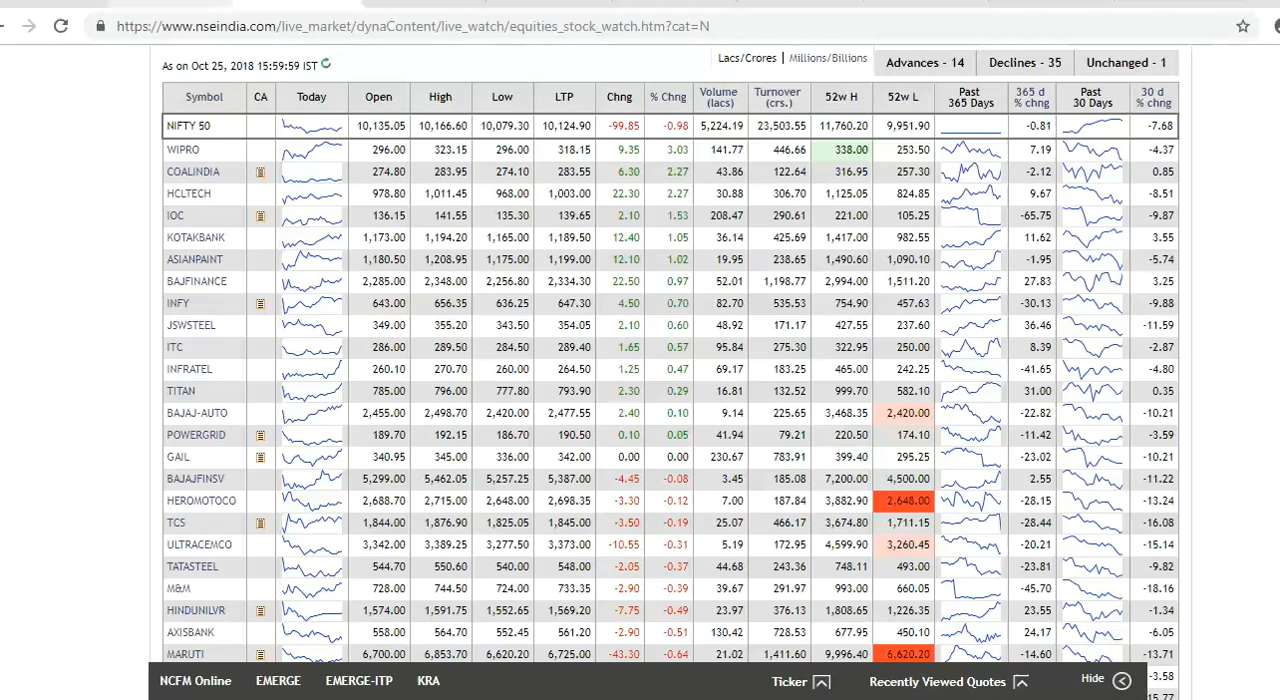 https://www.nseindia.com/live_market/dynaContent/live_watch/equities_stock_watch.htm?cat=N
As on Oct 25, 2018 15:59:59 IST Lacs/Crores | Millions/Billions Advances - 14 Declines - 35 Unchanged - 1
Symbol CA Today Open High Low LTP Chng % Chng Volume (lacs) Turnover (crs.) 52w H 52w L Past 365 Days 365 d % chng Past 30 Days 30 d % chng
NIFTY 50 10,135.05 10,166.60 10,079.30 10,124.90 -99.85 -0.98 5,224.19 23,503.55 11,760.20 9,951.90 -0.81 -7.68
WIPRO 296.00 323.15 296.00 318.15 9.35 3.03 141.77 446.66 338.00 253.50 7.19 -4.37
COALINDIA 274.80 283.95 274.10 283.55 6.30 2.27 43.86 122.64 316.95 257.30 -2.12 0.85
HCLTECH 978.80 1,011.45 968.00 1,003.00 22.30 2.27 30.88 306.70 1,125.05 824.85 9.67 -8.51
IOC 136.15 141.55 135.30 139.65 2.10 1.53 208.47 290.61 221.00 105.25 -65.75 -9.87
KOTAKBANK 1,173.00 1,194.20 1,165.00 1,189.50 12.40 1.05 36.14 425.69 1,417.00 982.55 11.62 3.55
ASIANPAINT 1,180.50 1,208.95 1,175.00 1,199.00 12.10 1.02 19.95 238.65 1,490.60 1,090.10 -1.95 -5.74
BAJFINANCE 2,285.00 2,348.00 2,256.80 2,334.30 22.50 0.97 52.01 1,198.77 2,994.00 1,511.20 27.83 3.25
INFY 643.00 656.35 636.25 647.30 4.50 0.70 82.70 535.53 754.90 457.63 -30.13 -9.88
JSWSTEEL 349.00 355.20 343.50 354.05 2.10 0.60 48.92 171.17 427.55 237.60 36.46 -11.59
ITC 286.00 289.50 284.50 289.40 1.65 0.57 95.84 275.30 322.95 250.00 8.39 -2.87
INFRATEL 260.10 270.70 260.00 264.50 1.25 0.47 69.17 183.25 465.00 242.25 -41.65 -4.80
TITAN 785.00 796.00 777.80 793.90 2.30 0.29 16.81 132.52 999.70 582.10 31.00 0.35
BAJAJ-AUTO 2,455.00 2,498.70 2,420.00 2,477.55 2.40 0.10 9.14 225.65 3,468.35 2,420.00 -22.82 -10.21
POWERGRID 189.70 192.15 186.70 190.50 0.10 0.05 41.94 79.21 220.50 174.10 -11.42 -3.59
GAIL 340.95 345.00 336.00 342.00 0.00 0.00 230.67 783.91 399.40 295.25 -23.02 -10.21
BAJAJFINSV 5,299.00 5,462.05 5,257.25 5,387.00 -4.45 -0.08 3.45 185.08 7,200.00 4,500.00 2.55 -11.22
HEROMOTOCO 2,688.70 2,715.00 2,648.00 2,698.35 -3.30 -0.12 7.00 187.84 3,882.90 2,648.00 -28.15 -13.24
TCS 1,844.00 1,876.90 1,825.05 1,845.00 -3.50 -0.19 25.07 466.17 3,674.80 1,711.15 -28.44 -16.08
ULTRACEMCO 3,342.00 3,389.25 3,277.50 3,373.00 -10.55 -0.31 5.19 172.95 4,599.90 3,260.45 -20.21 -15.14
TATASTEEL 544.70 550.60 540.00 548.00 -2.05 -0.37 44.68 243.36 748.11 493.00 -23.81 -9.82
M&M 728.00 744.50 724.00 733.35 -2.90 -0.39 39.67 291.97 993.00 660.05 -45.70 -18.16
HINDUNILVR 1,574.00 1,591.75 1,552.65 1,569.20 -7.75 -0.49 23.97 376.13 1,808.65 1,226.35 23.55 -1.34
AXISBANK 558.00 564.70 552.45 561.20 -2.90 -0.51 130.42 728.53 677.95 450.10 24.17 -6.05
MARUTI 6,700.00 6,853.70 6,620.20 6,725.00 -43.30 -0.64 21.02 1,411.60 9,996.40 6,620.20 -14.60 -13.71
NCFM Online EMERGE EMERGE-ITP KRA Ticker Recently Viewed Quotes Hide -3.58